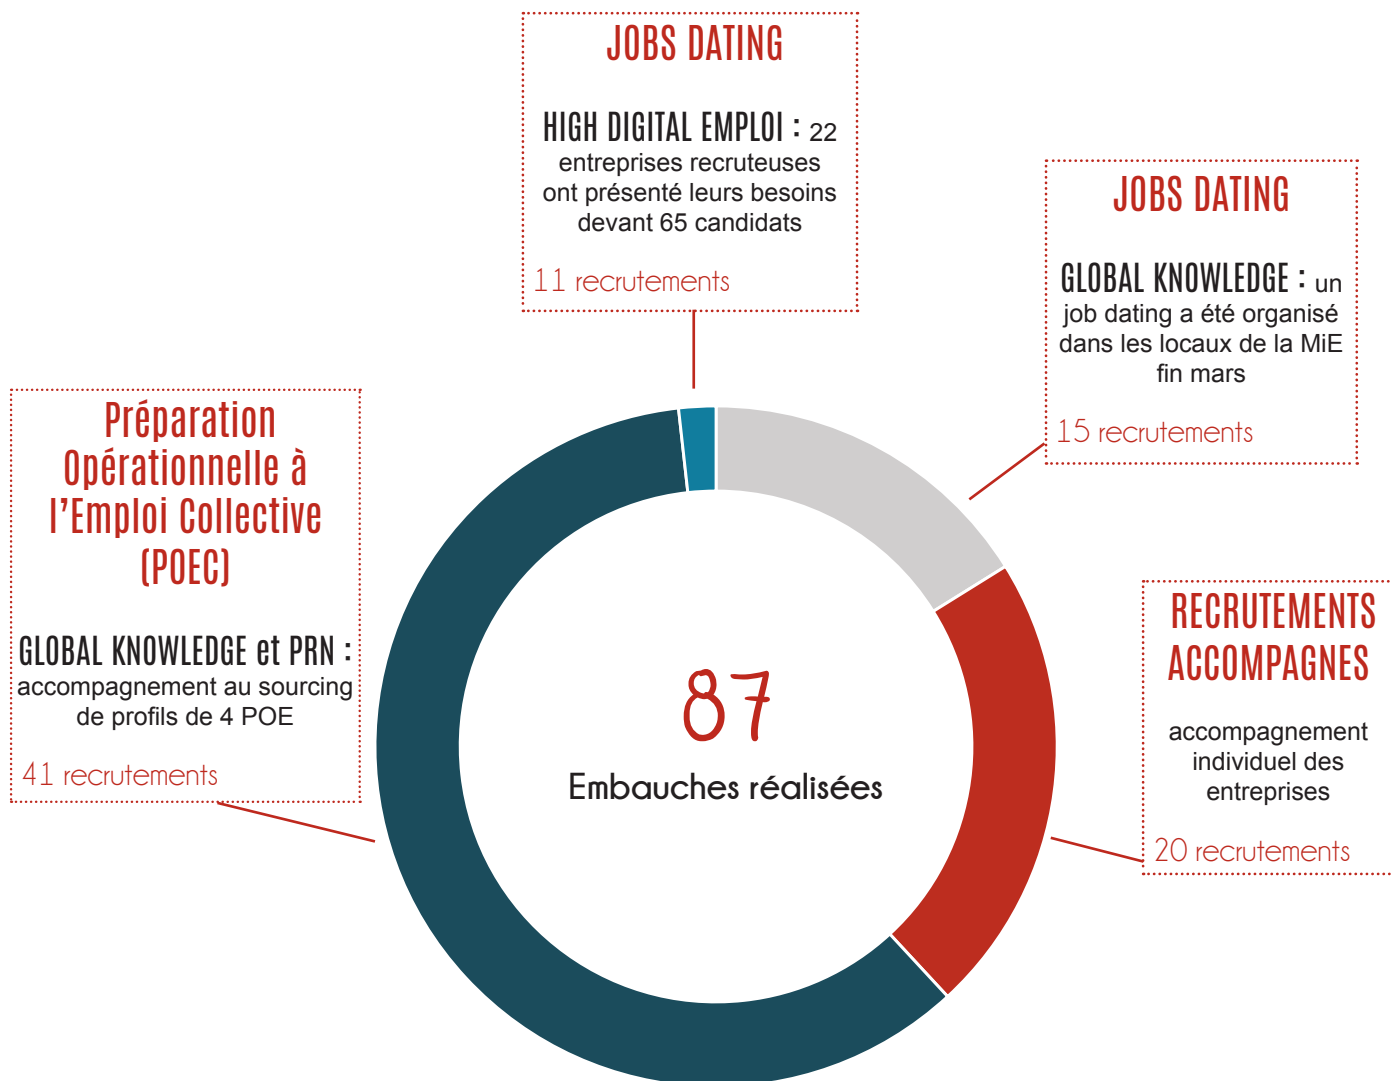 JOBS DATING
HIGH DIGITAL EMPLOI : 22
entreprises recruteuses
ont présenté leurs besoins
devant 65 candidats
11 recrutements
JOBS DATING
GLOBAL KNOWLEDGE : un
job dating a été organisé
dans les locaux de la MiE
fin mars
15 recrutements
Préparation
Opérationnelle à
l'Emploi Collective
(POEC)
GLOBAL KNOWLEDGE et PRN :
accompagnement au sourcing
de profils de 4 POE
41 recrutements
87
Embauches réalisées
RECRUTEMENTS
ACCOMPAGNES
accompagnement
individuel des
entreprises
20 recrutements